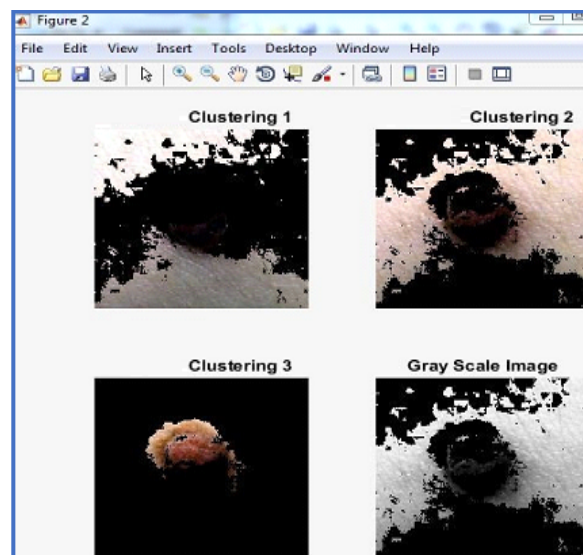 Figure 2
File Edit View Insert Tools Desktop Window Help
Clustering 1 Clustering 2
Clustering 3 Gray Scale Image